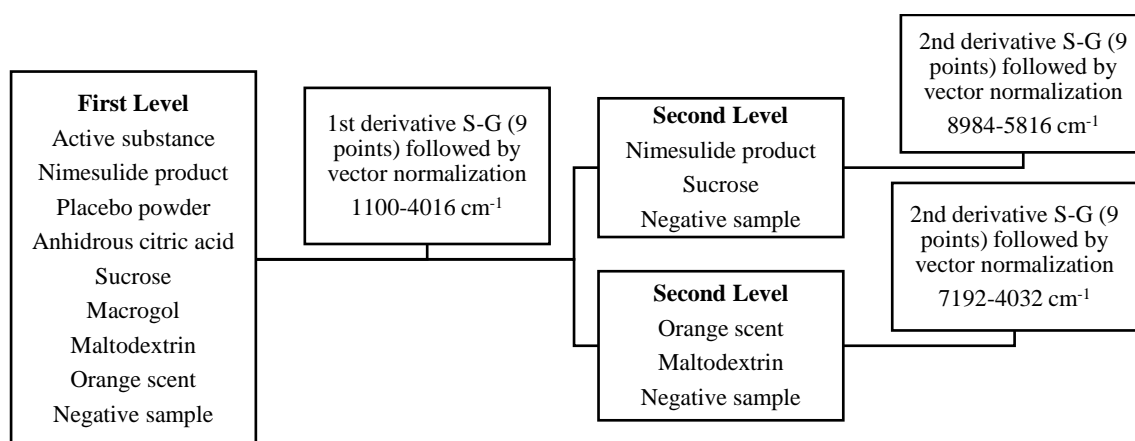 First Level
Active substance
Nimesulide product
Placebo powder
Anhidrous citric acid
Sucrose
Macrogol
Maltodextrin
Orange scent
Negative sample
1st derivative S-G (9
points) followed by
vector normalization
1100-4016 cm⁻¹
Second Level
Nimesulide product
Sucrose
Negative sample
2nd derivative S-G (9
points) followed by
vector normalization
8984-5816 cm⁻¹
Second Level
Orange scent
Maltodextrin
Negative sample
2nd derivative S-G (9
points) followed by
vector normalization
7192-4032 cm⁻¹